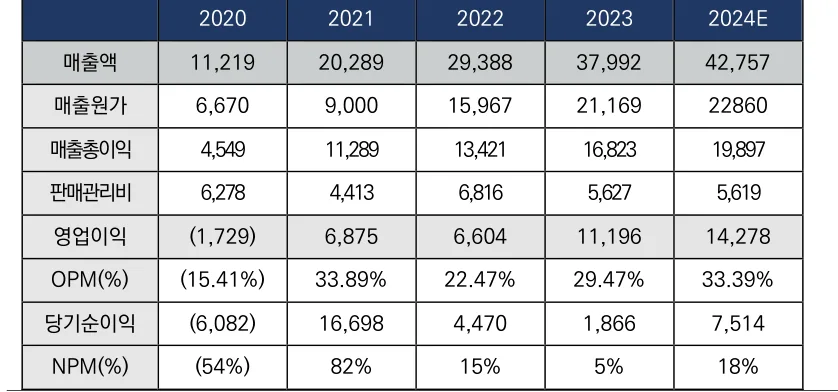 2020 2021 2022 2023 2024E
매출액 11,219 20,289 29,388 37,992 42,757
매출원가 6,670 9,000 15,967 21,169 22860
매출총이익 4,549 11,289 13,421 16,823 19,897
판매관리비 6,278 4,413 6,816 5,627 5,619
영업이익 (1,729) 6,875 6,604 11,196 14,278
OPM(%) (15.41%) 33.89% 22.47% 29.47% 33.39%
당기순이익 (6,082) 16,698 4,470 1,866 7,514
NPM(%) (54%) 82% 15% 5% 18%